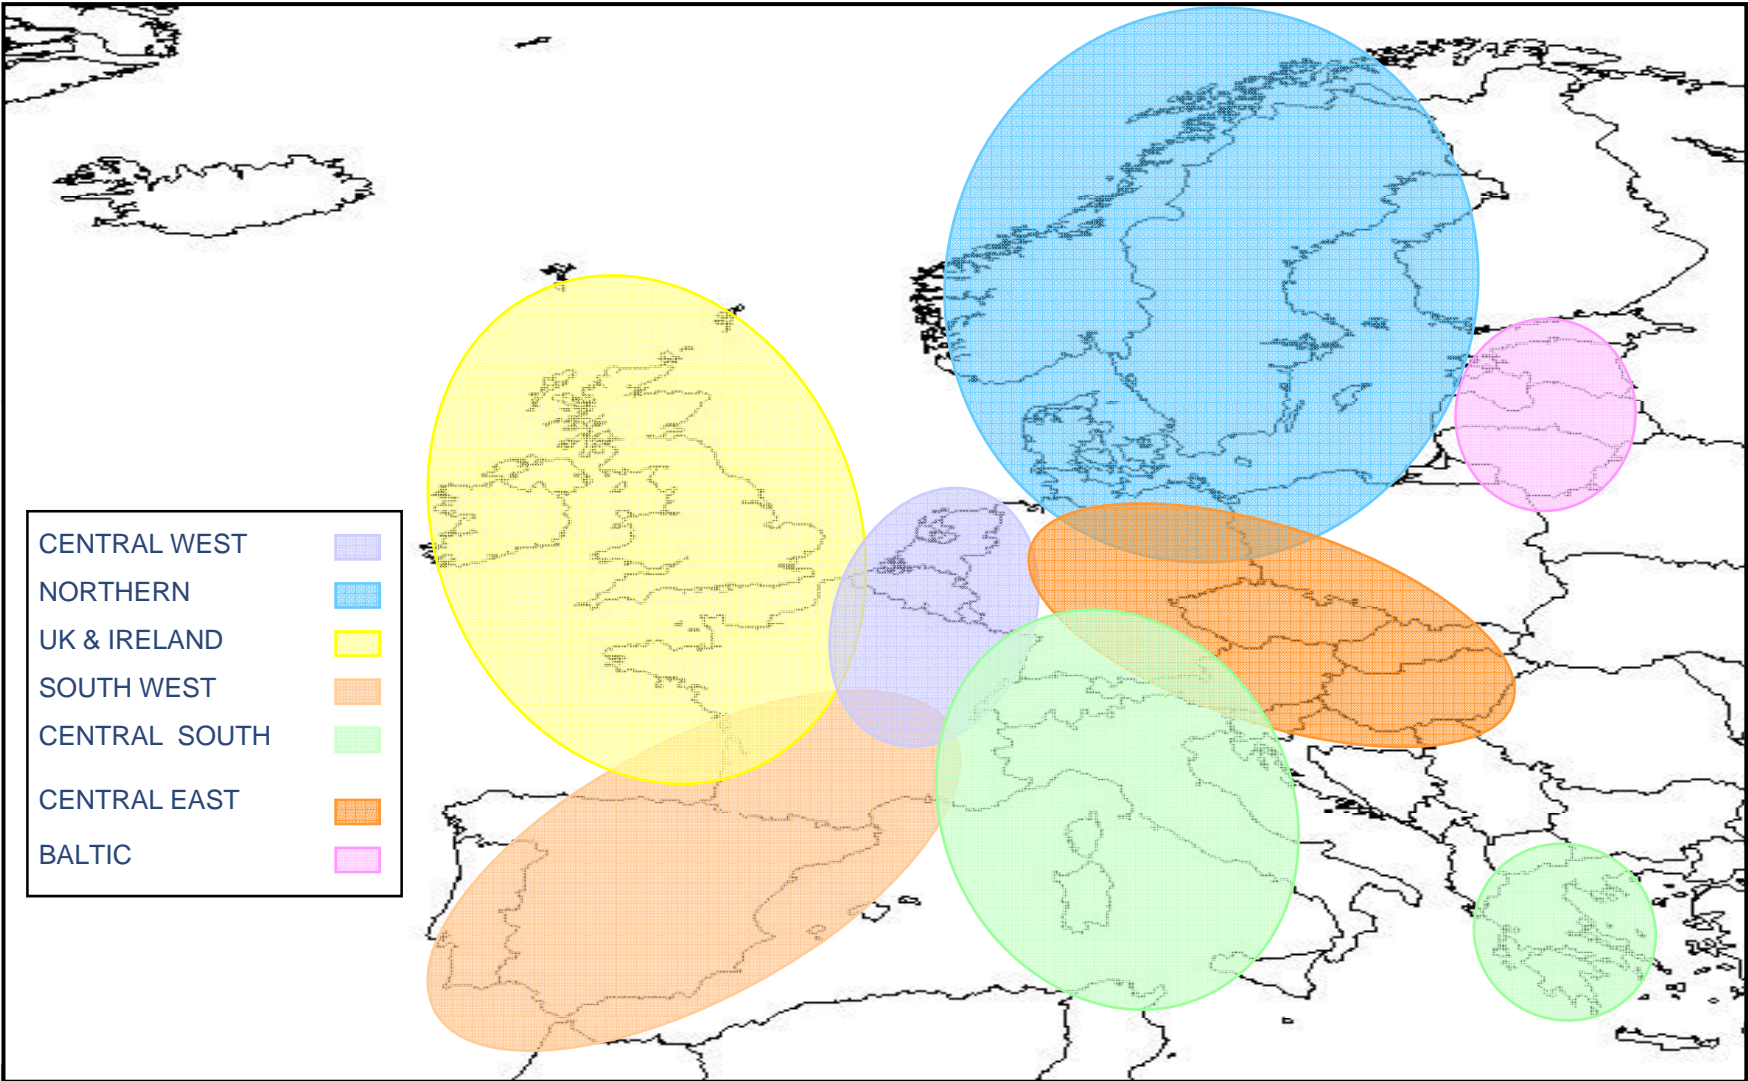 CENTRAL WEST
NORTHERN
UK & IRELAND
SOUTH WEST
CENTRAL SOUTH
CENTRAL EAST
BALTIC